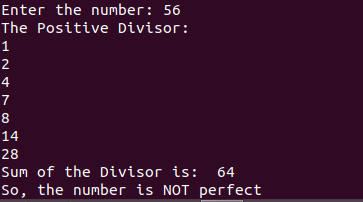 Enter the number: 56
The Positive Divisor:
1
2
4
7
8
14
28
Sum of the Divisor is:  64
So, the number is NOT perfect